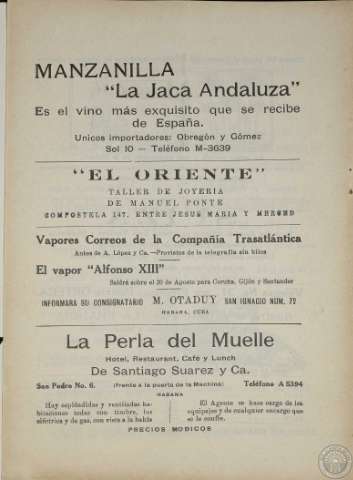 MANZANILLA
"La Jaca Andaluza"
Es el vino más exquisito que se recibe
de España.
Unicos importadores: Obregón y Gómez
Sol 10 — Teléfono M-3639
"EL ORIENTE"
TALLER DE JOYERIA
DE MANUEL PONTE
COMPOSTELA 147, ENTRE JESUS MARIA Y MERCED
Vapores Correos de la Compañía Trasatlántica
Antes de A. López y Ca.—Provistos de la telegrafía sin hilos
El vapor "Alfonso XIII"
Saldrá sobre el 20 de Agosto para Coruña, Gijón y Santander
INFORMARA SU CONSIGNATARIO M. OTADUY SAN IGNACIO NUM. 72
HABANA, CUBA
La Perla del Muelle
Hotel, Restaurant, Cafe y Lunch
De Santiago Suarez y Ca.
San Pedro No. 6. (Frente a la puerta de la Machina) Teléfono A 5394
HABANA
Hay espléndidas y ventiladas ha-
bitaciones todas con timbre, luz
eléctrica y de gas, con vista a la bahía
El Agente se hace cargo de los
equipajes y de cualquier encargo que
se le confíe.
PRECIOS MODICOS